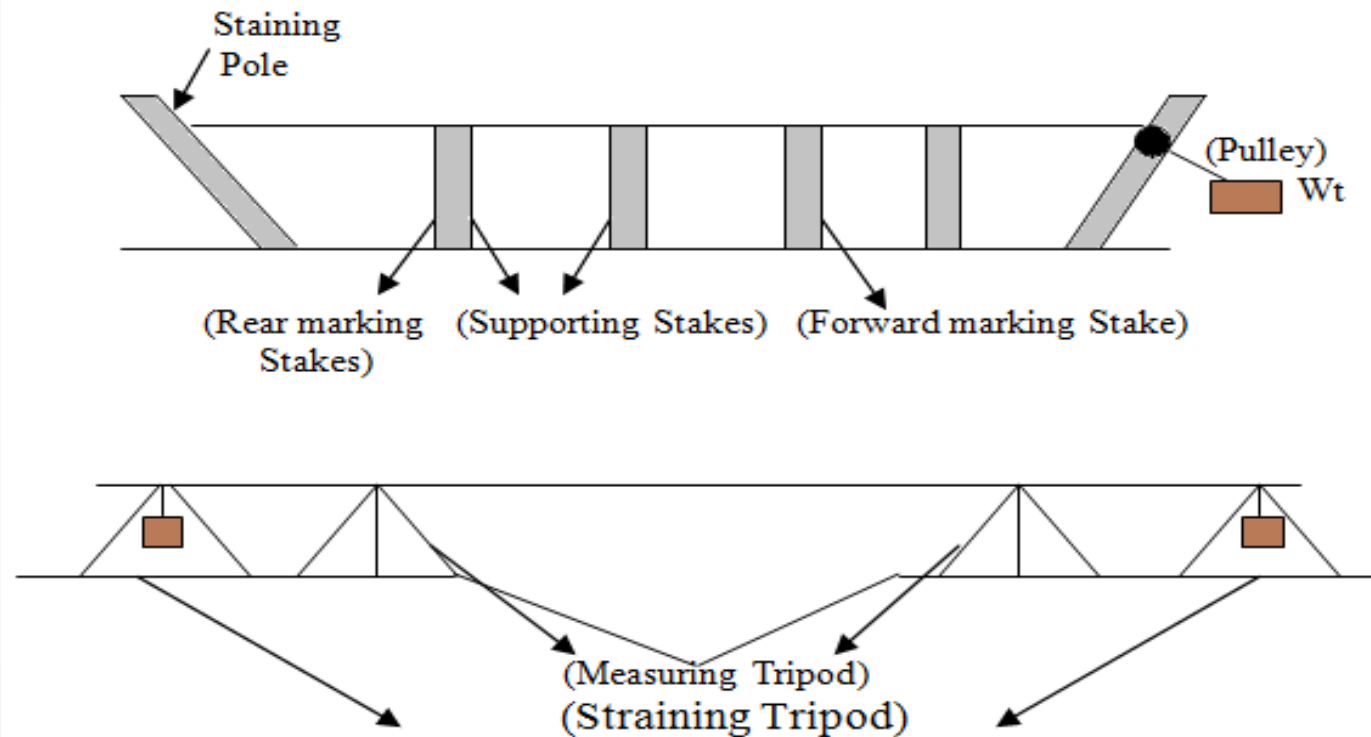 Staining
Pole
(Pulley)
Wt
(Rear marking
Stakes)
(Supporting Stakes)
(Forward marking Stake)
(Measuring Tripod)
(Straining Tripod)